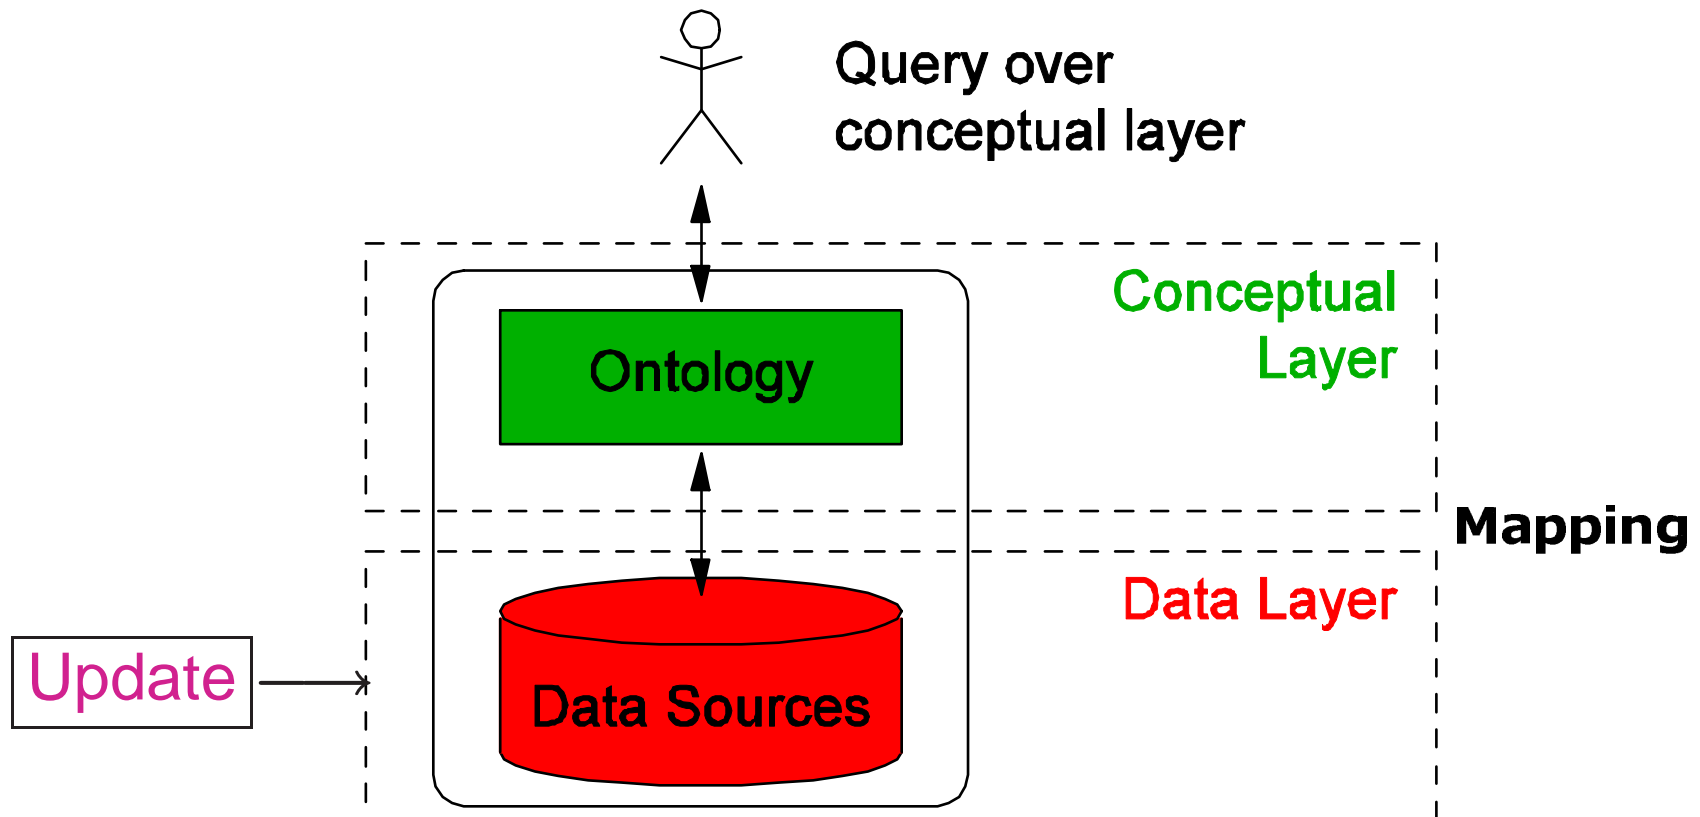 Query over
conceptual layer
Conceptual
Layer
Ontology
Mapping
Data Layer
Update
Data Sources